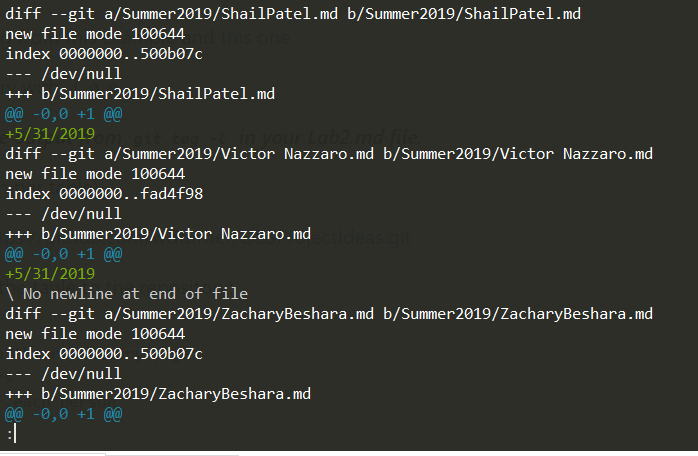 diff --git a/Summer2019/ShailPatel.md b/Summer2019/ShailPatel.md
new file mode 100644
index 0000000..500b07c
--- /dev/null
+++ b/Summer2019/ShailPatel.md
@@ -0,0 +1 @@
+5/31/2019
diff --git a/Summer2019/Victor Nazzaro.md b/Summer2019/Victor Nazzaro.md
new file mode 100644
index 0000000..fad4f98
--- /dev/null
+++ b/Summer2019/Victor Nazzaro.md
@@ -0,0 +1 @@
+5/31/2019
\ No newline at end of file
diff --git a/Summer2019/ZacharyBeshara.md b/Summer2019/ZacharyBeshara.md
new file mode 100644
index 0000000..500b07c
--- /dev/null
+++ b/Summer2019/ZacharyBeshara.md
@@ -0,0 +1 @@
: